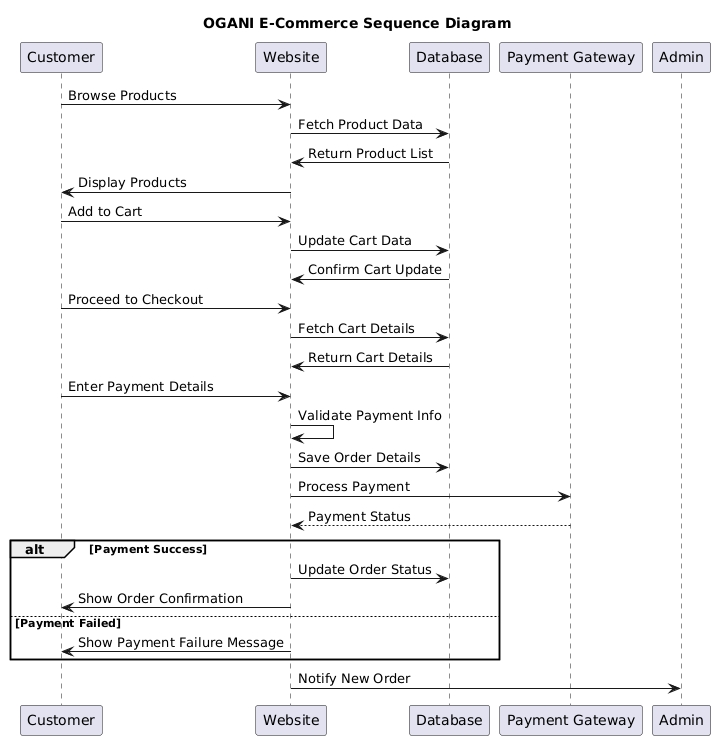 OGANI E-Commerce Sequence Diagram
Customer Website Database Payment Gateway Admin
Browse Products
Fetch Product Data
Return Product List
Display Products
Add to Cart
Update Cart Data
Confirm Cart Update
Proceed to Checkout
Fetch Cart Details
Return Cart Details
Enter Payment Details
Validate Payment Info
Save Order Details
Process Payment
Payment Status
alt [Payment Success]
Update Order Status
Show Order Confirmation
[Payment Failed]
Show Payment Failure Message
Notify New Order
Customer Website Database Payment Gateway Admin